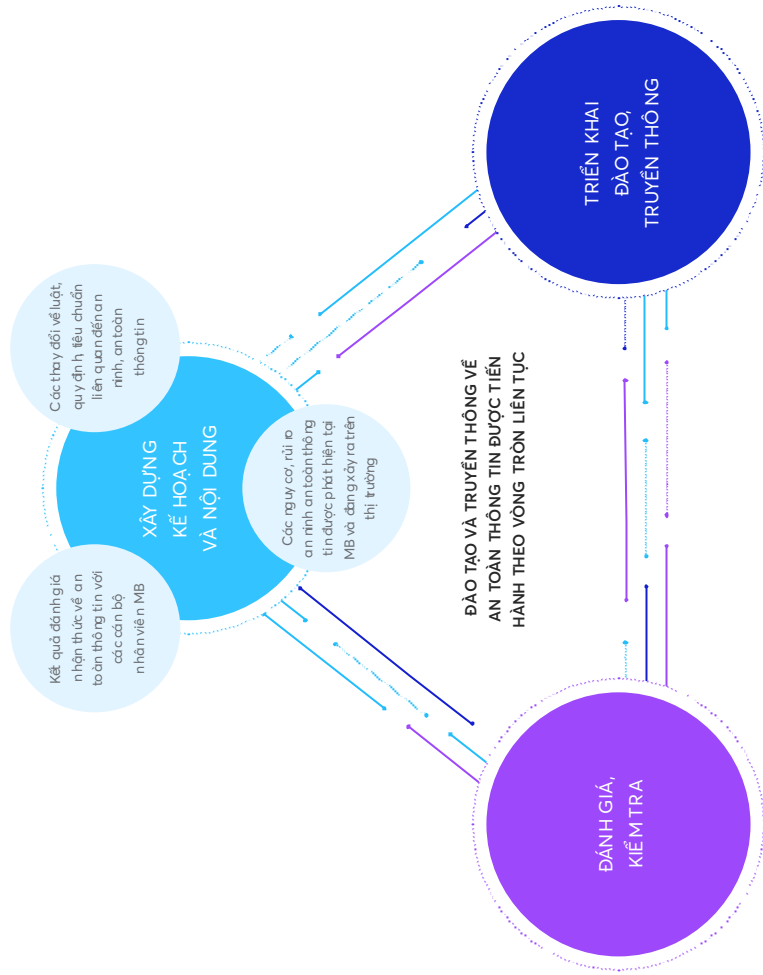 Kết quả đánh giá
nhận thức về an
toàn thông tin với
các cán bộ
nhân viên MB
XÂY DỰNG
KẾ HOẠCH
VÀ NỘI DUNG
Các thay đổi về luật,
quy định, tiêu chuẩn
liên quan đến an
ninh, an toàn
thông tin
Các nguy cơ, rủi ro
an ninh an toàn thông
tin được phát hiện tại
MB và đang xảy ra trên
thị trường
ĐÀO TẠO VÀ TRUYỀN THÔNG VỀ
AN TOÀN THÔNG TIN ĐƯỢC TIẾN
HÀNH THEO VÒNG TRÒN LIÊN TỤC
ĐÁNH GIÁ,
KIỂM TRA
TRIỂN KHAI
ĐÀO TẠO,
TRUYỀN THÔNG